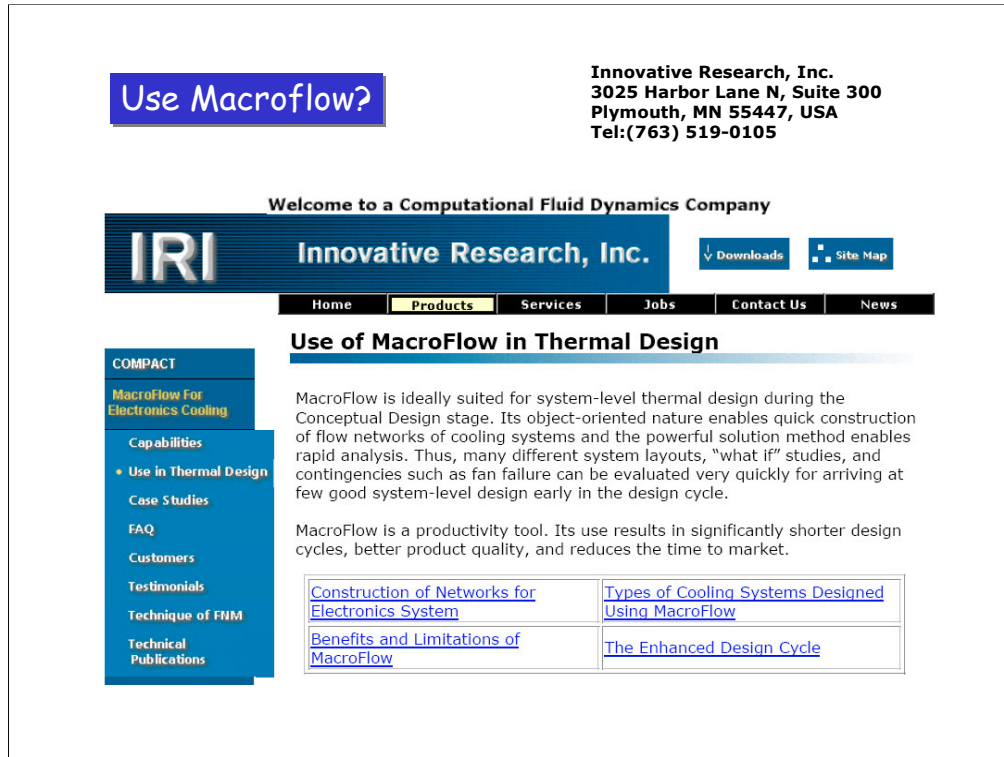 Use Macroflow?
Innovative Research, Inc.
3025 Harbor Lane N, Suite 300
Plymouth, MN 55447, USA
Tel:(763) 519-0105
Welcome to a Computational Fluid Dynamics Company
IRI
Innovative Research, Inc.
Downloads
Site Map
Home Products Services Jobs Contact Us News
COMPACT
MacroFlow For
Electronics Cooling
Capabilities
Use in Thermal Design
Case Studies
FAQ
Customers
Testimonials
Technique of FNM
Technical
Publications
Use of MacroFlow in Thermal Design
MacroFlow is ideally suited for system-level thermal design during the
Conceptual Design stage. Its object-oriented nature enables quick construction
of flow networks of cooling systems and the powerful solution method enables
rapid analysis. Thus, many different system layouts, “what if” studies, and
contingencies such as fan failure can be evaluated very quickly for arriving at
few good system-level design early in the design cycle.
MacroFlow is a productivity tool. Its use results in significantly shorter design
cycles, better product quality, and reduces the time to market.
Construction of Networks for
Electronics System
Types of Cooling Systems Designed
Using MacroFlow
Benefits and Limitations of
MacroFlow
The Enhanced Design Cycle